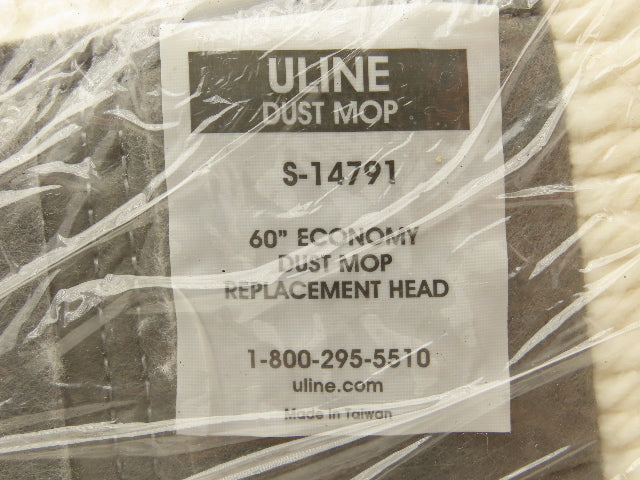 ULINE
DUST MOP
S-14791
60" ECONOMY
DUST MOP
REPLACEMENT HEAD
1-800-295-5510
uline.com
Made in Taiwan